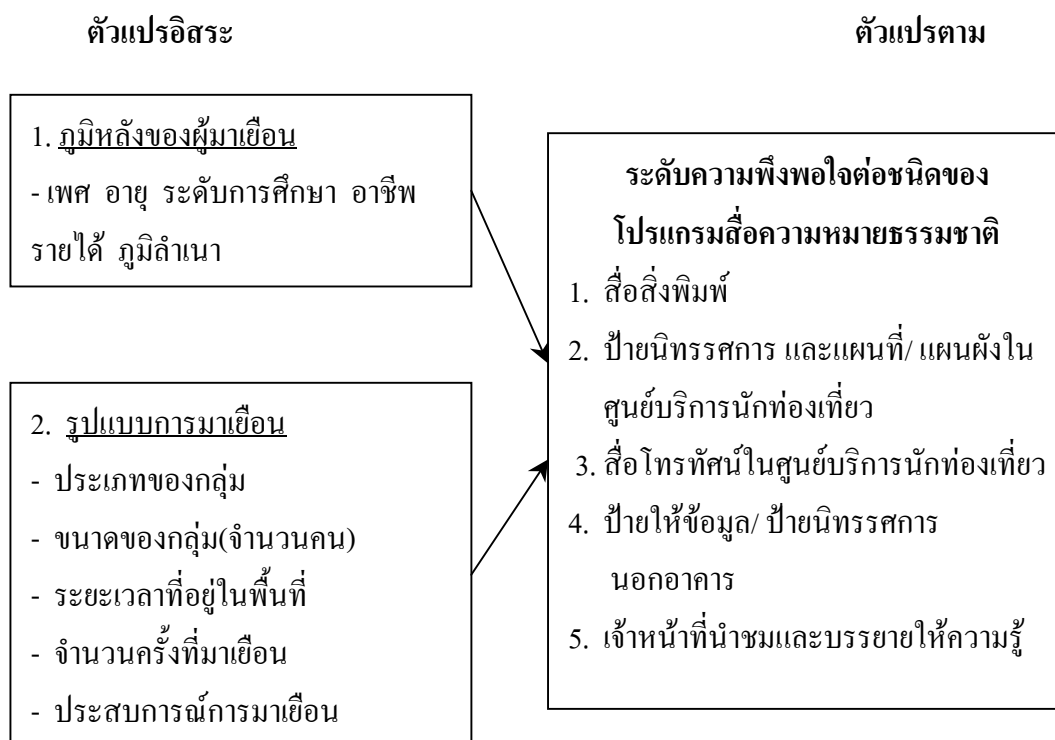 ตัวแปรอิสระ
ตัวแปรตาม
1. ภูมิหลังของผู้มาเยือน
- เพศ อายุ ระดับการศึกษา อาชีพ
รายได้ ภูมิลำเนา
2. รูปแบบการมาเยือน
- ประเภทของกลุ่ม
- ขนาดของกลุ่ม(จำนวนคน)
- ระยะเวลาที่อยู่ในพื้นที่
- จำนวนครั้งที่มาเยือน
- ประสบการณ์การมาเยือน
ระดับความพึงพอใจต่อชนิดของ
โปรแกรมสื่อความหมายธรรมชาติ
1. สื่อสิ่งพิมพ์
2. ป้ายนิทรรศการ และแผนที่/ แผนผังใน
ศูนย์บริการนักท่องเที่ยว
3. สื่อโทรทัศน์ในศูนย์บริการนักท่องเที่ยว
4. ป้ายให้ข้อมูล/ ป้ายนิทรรศการ
นอกอาคาร
5. เจ้าหน้าที่นำชมและบรรยายให้ความรู้